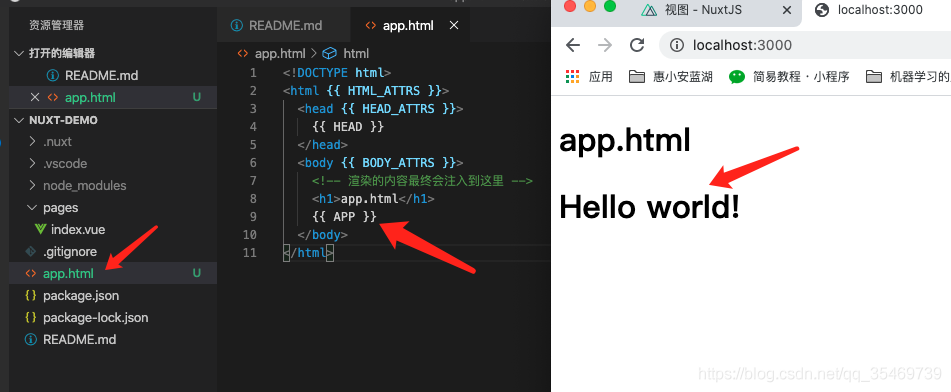 资源管理器
打开的编辑器
README.md
app.html U
NUXT-DEMO
.nuxt
.vscode
node_modules
pages
index.vue
.gitignore
app.html U
package.json
package-lock.json
README.md
README.md app.html
app.html > html
1 <!DOCTYPE html>
2 <html {{ HTML_ATTRS }}>
3 <head {{ HEAD_ATTRS }}>
4 {{ HEAD }}
5 </head>
6 <body {{ BODY_ATTRS }}>
7 <!-- 渲染的内容最终会注入到这里 -->
8 <h1>app.html</h1>
9 {{ APP }}
10 </body>
11 </html>
视图 - NuxtJS localhost:3000
localhost:3000
应用 惠小安蓝湖 简易教程・小程序 机器学习的
app.html
Hello world!
https://blog.csdn.net/qq_35469739